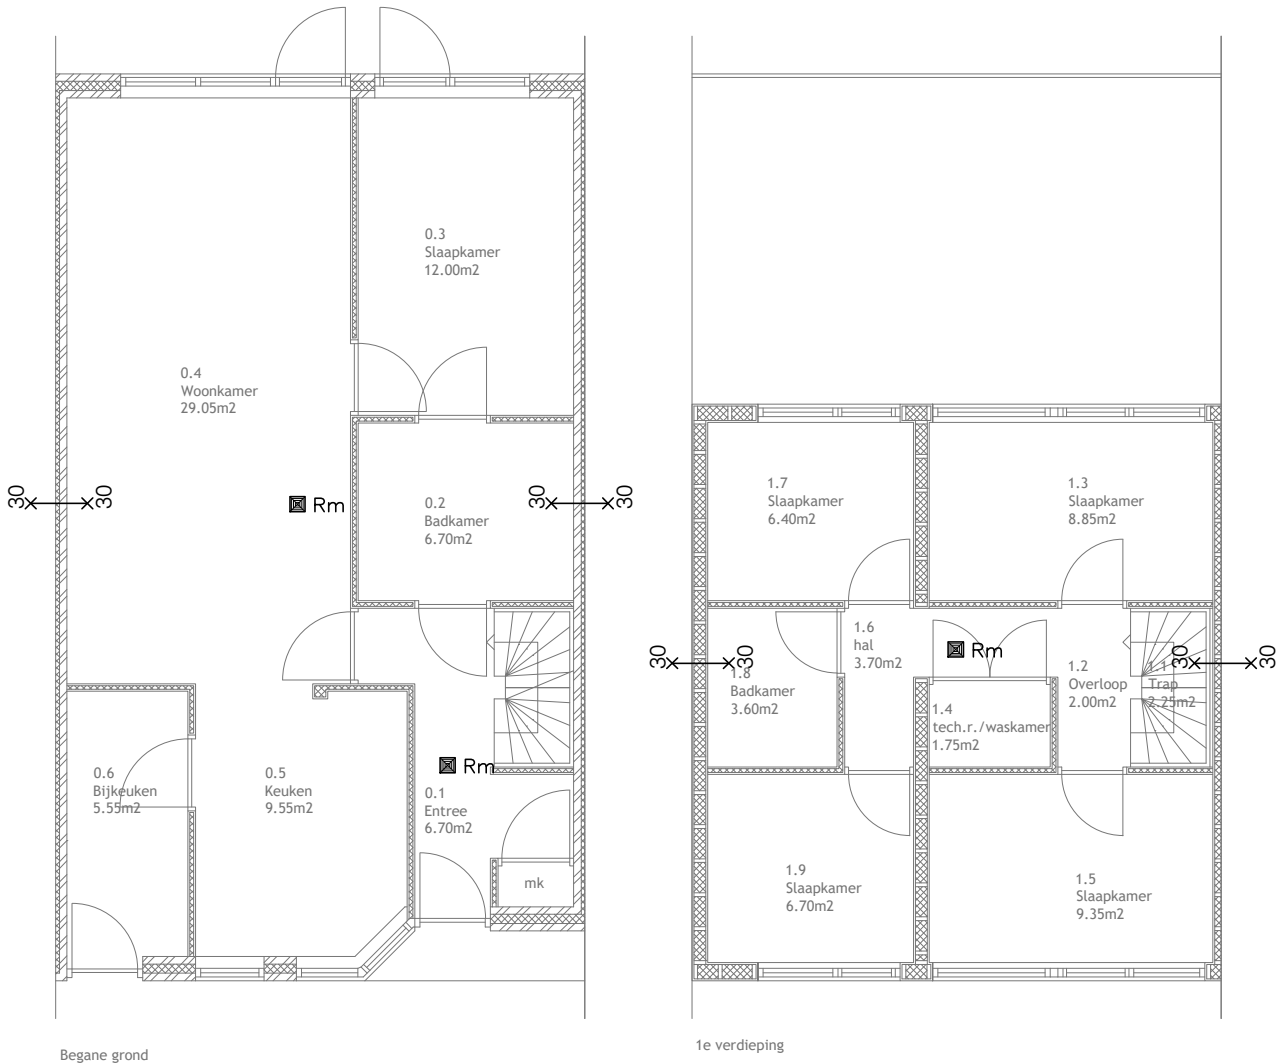 0.3
Slaapkamer
12.00m2
0.4
Woonkamer
29.05m2
30
30
Rm
0.2
Badkamer
6.70m2
30
30
Rm
0.6
Bijkeuken
5.55m2
0.5
Keuken
9.55m2
0.1
Entree
6.70m2
mk
Begane grond
1.7
Slaapkamer
6.40m2
1.3
Slaapkamer
8.85m2
30
30
1.8
Badkamer
3.60m2
1.6
hal
3.70m2
Rm
1.4
tech.r./waskamer
1.75m2
1.2
Overloop
2.00m2
1.1
Trap
2.25m2
30
30
1.9
Slaapkamer
6.70m2
1.5
Slaapkamer
9.35m2
1e verdieping